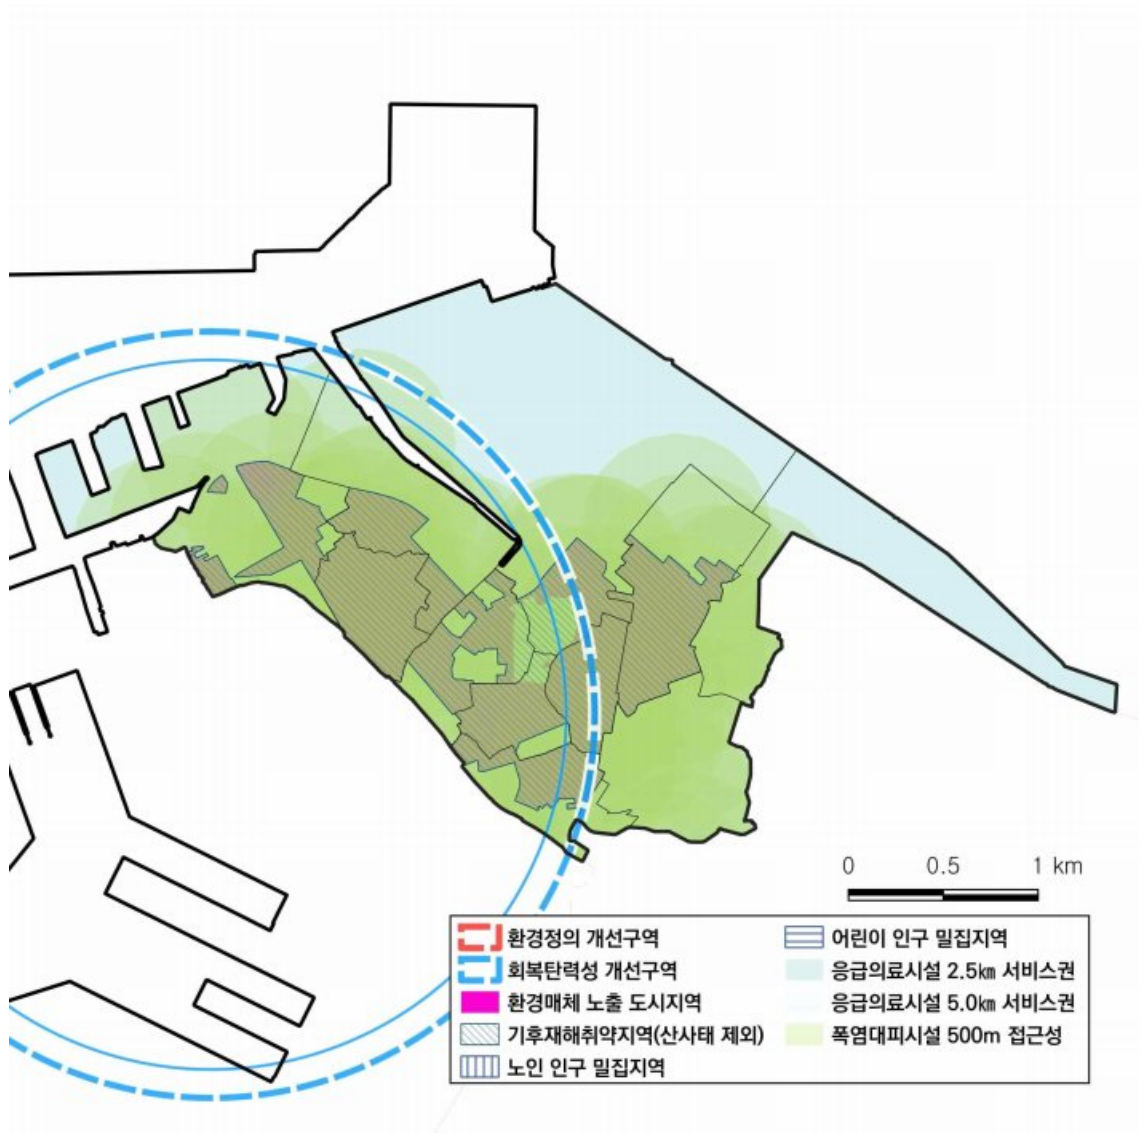 0 0.5 1 km
환경정의 개선구역
회복탄력성 개선구역
환경매체 노출 도시지역
기후재해취약지역(산사태 제외)
노인 인구 밀집지역
어린이 인구 밀집지역
응급의료시설 2.5㎞ 서비스권
응급의료시설 5.0㎞ 서비스권
폭염대피시설 500m 접근성